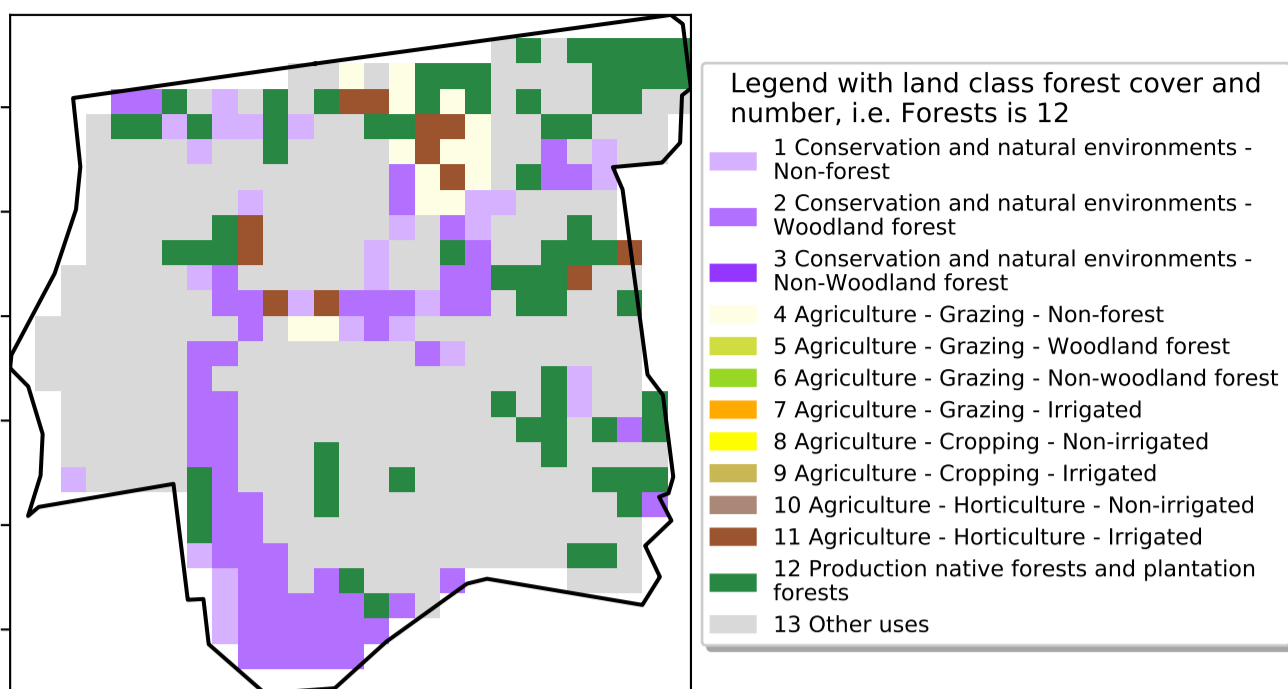 Legend with land class forest cover and
number, i.e. Forests is 12
1 Conservation and natural environments -
Non-forest
2 Conservation and natural environments -
Woodland forest
3 Conservation and natural environments -
Non-Woodland forest
4 Agriculture - Grazing - Non-forest
5 Agriculture - Grazing - Woodland forest
6 Agriculture - Grazing - Non-woodland forest
7 Agriculture - Grazing - Irrigated
8 Agriculture - Cropping - Non-irrigated
9 Agriculture - Cropping - Irrigated
10 Agriculture - Horticulture - Non-irrigated
11 Agriculture - Horticulture - Irrigated
12 Production native forests and plantation
forests
13 Other uses